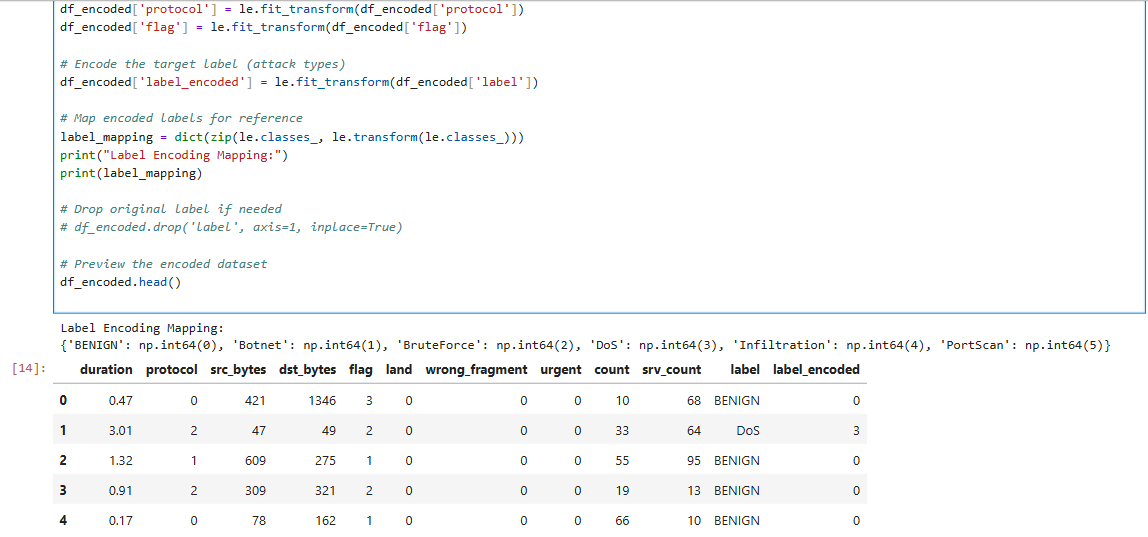 df_encoded['protocol'] = le.fit_transform(df_encoded['protocol'])
df_encoded['flag'] = le.fit_transform(df_encoded['flag'])
# Encode the target label (attack types)
df_encoded['label_encoded'] = le.fit_transform(df_encoded['label'])
# Map encoded labels for reference
label_mapping = dict(zip(le.classes_, le.transform(le.classes_)))
print("Label Encoding Mapping:")
print(label_mapping)
# Drop original label if needed
# df_encoded.drop('label', axis=1, inplace=True)
# Preview the encoded dataset
df_encoded.head()
Label Encoding Mapping:
{'BENIGN': np.int64(0), 'Botnet': np.int64(1), 'BruteForce': np.int64(2), 'DoS': np.int64(3), 'Infiltration': np.int64(4), 'PortScan': np.int64(5)}
[14]: duration protocol src_bytes dst_bytes flag land wrong_fragment urgent count srv_count label label_encoded
0 0.47 0 421 1346 3 0 0 0 10 68 BENIGN 0
1 3.01 2 47 49 2 0 0 0 33 64 DoS 3
2 1.32 1 609 275 1 0 0 0 55 95 BENIGN 0
3 0.91 2 309 321 2 0 0 0 19 13 BENIGN 0
4 0.17 0 78 162 1 0 0 0 66 10 BENIGN 0